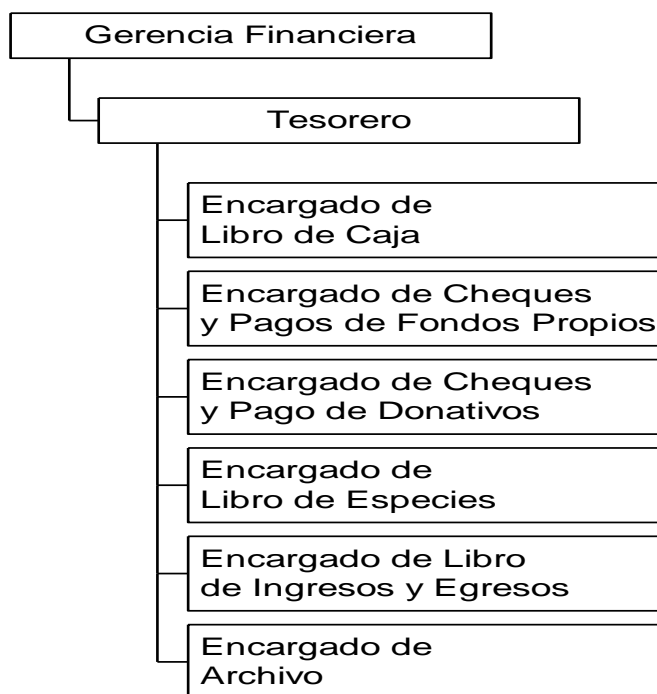 Gerencia Financiera
Tesorero
Encargado de
Libro de Caja
Encargado de Cheques
y Pagos de Fondos Propios
Encargado de Cheques
y Pago de Donativos
Encargado de
Libro de Especies
Encargado de Libro
de Ingresos y Egresos
Encargado de
Archivo